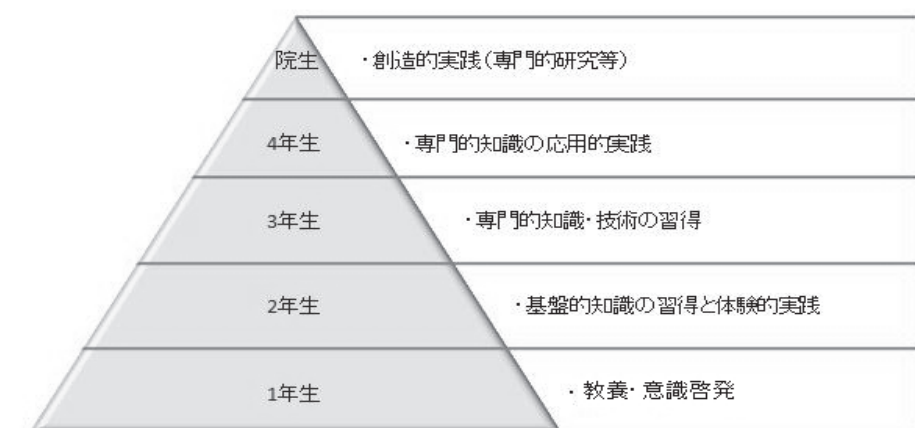 院生
・創造的実践(専門的研究等)
4年生
・専門的知識の応用的実践
3年生
・専門的知識・技術の習得
2年生
・基盤的知識の習得と体験的実践
1年生
・教養・意識啓発